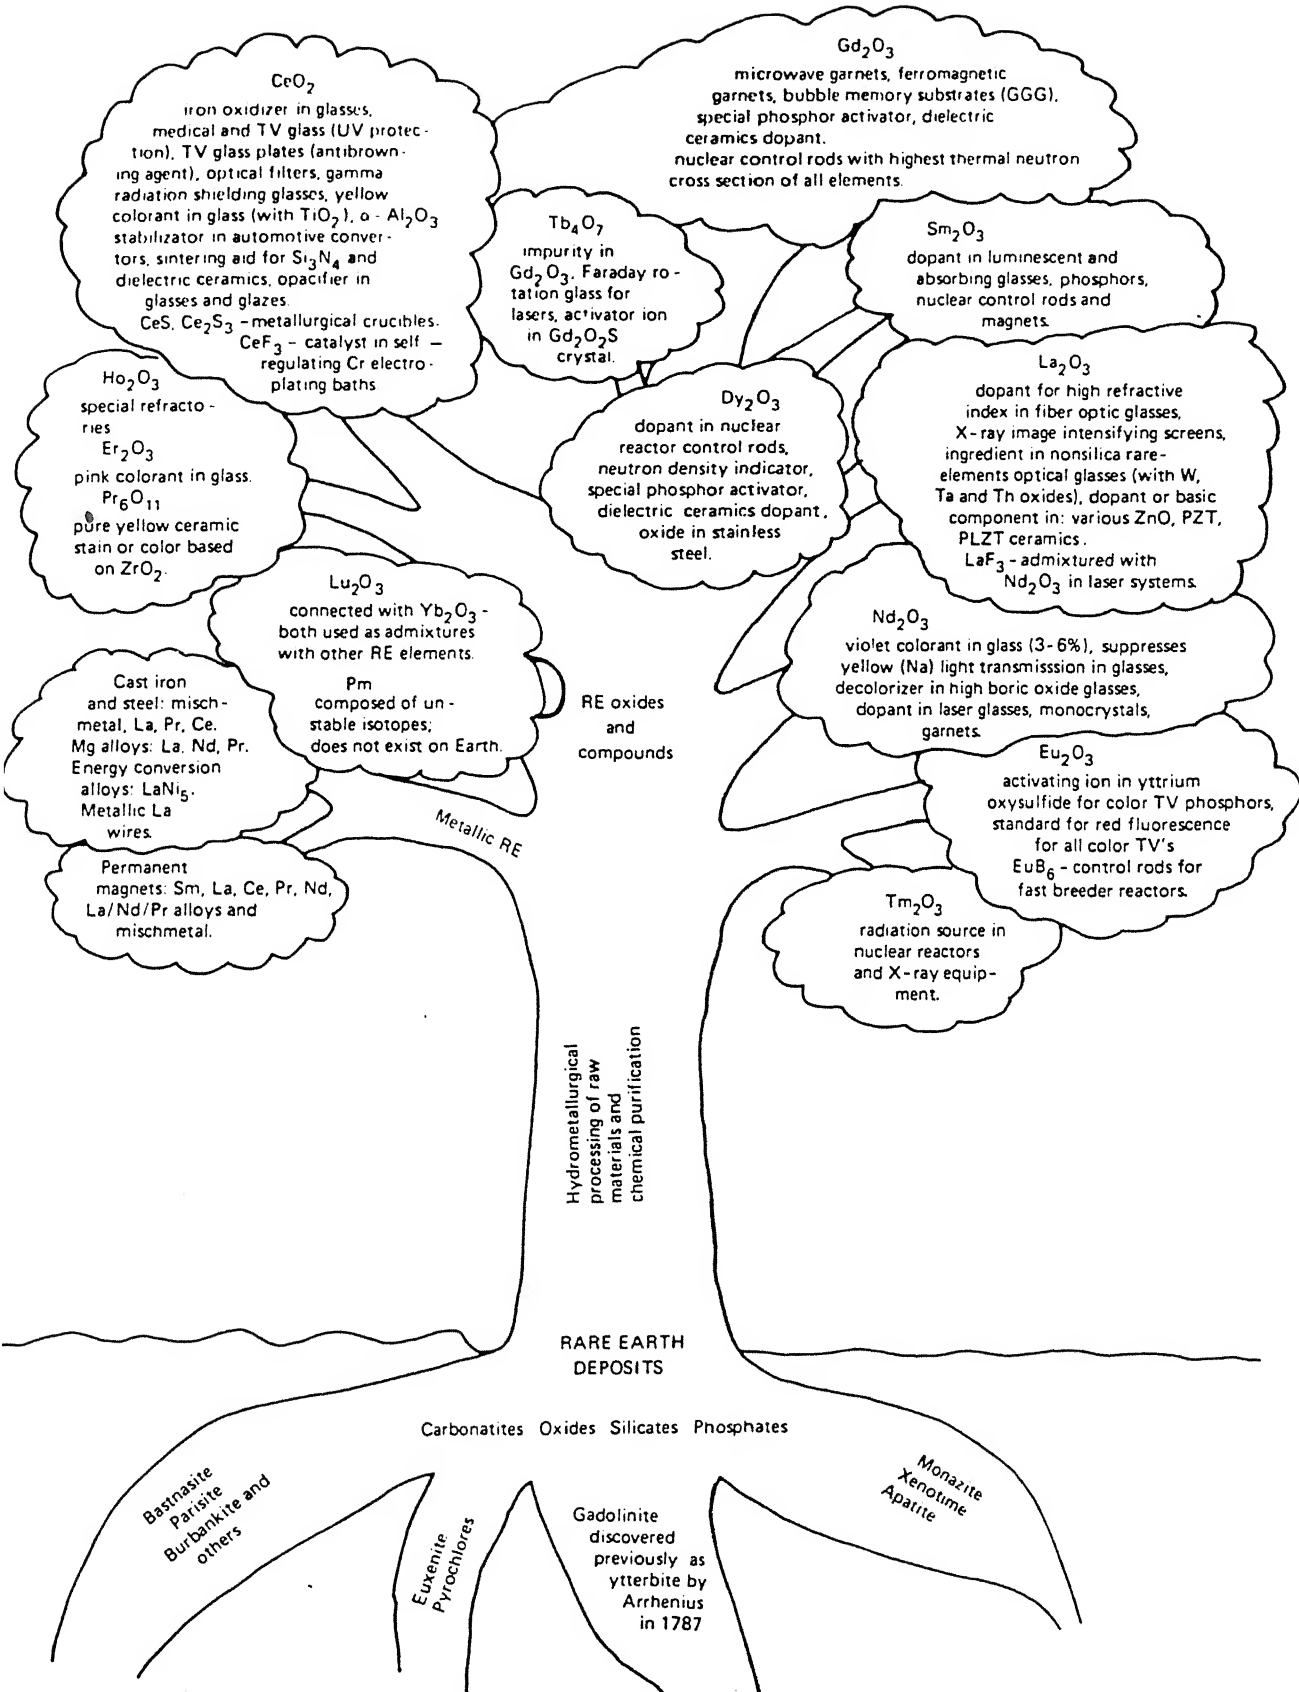 CeO2
iron oxidizer in glasses,
medical and TV glass (UV protec-
tion), TV glass plates (antibrown-
ing agent), optical filters, gamma
radiation shielding glasses, yellow
colorant in glass (with TiO2), α - Al2O3
stabilizator in automotive conver-
tors, sintering aid for Si3N4 and
dielectric ceramics, opacifier in
glasses and glazes.
CeS, Ce2S3 - metallurgical crucibles.
CeF3 - catalyst in self -
regulating Cr electro-
plating baths
Gd2O3
microwave garnets, ferromagnetic
garnets, bubble memory substrates (GGG),
special phosphor activator, dielectric
ceramics dopant.
nuclear control rods with highest thermal neutron
cross section of all elements.
Tb4O7
impurity in
Gd2O3, Faraday ro-
tation glass for
lasers, activator ion
in Gd2O2S
crystal.
Sm2O3
dopant in luminescent and
absorbing glasses, phosphors,
nuclear control rods and
magnets.
Ho2O3
special refracto-
ries
Er2O3
pink colorant in glass.
Pr6O11
pure yellow ceramic
stain or color based
on ZrO2.
Dy2O3
dopant in nuclear
reactor control rods,
neutron density indicator,
special phosphor activator,
dielectric ceramics dopant,
oxide in stainless
steel.
La2O3
dopant for high refractive
index in fiber optic glasses,
X-ray image intensifying screens,
ingredient in nonsilica rare-
elements optical glasses (with W,
Ta and Th oxides), dopant or basic
component in: various ZnO, PZT,
PLZT ceramics.
LaF3 - admixtured with
Nd2O3 in laser systems.
Lu2O3
connected with Yb2O3 -
both used as admixtures
with other RE elements.
Pm
composed of un-
stable isotopes;
does not exist on Earth.
Nd2O3
violet colorant in glass (3-6%), suppresses
yellow (Na) light transmisssion in glasses,
decolorizer in high boric oxide glasses,
dopant in laser glasses, monocrystals,
garnets.
Cast iron
and steel: misch-
metal, La, Pr, Ce.
Mg alloys: La, Nd, Pr.
Energy conversion
alloys: LaNi5.
Metallic La
wires.
RE oxides
and
compounds
Eu2O3
activating ion in yttrium
oxysulfide for color TV phosphors,
standard for red fluorescence
for all color TV's
EuB6 - control rods for
fast breeder reactors.
Metallic RE
Permanent
magnets: Sm, La, Ce, Pr, Nd,
La/Nd/Pr alloys and
mischmetal.
Tm2O3
radiation source in
nuclear reactors
and X-ray equip-
ment.
Hydrometallurgical
processing of raw
materials and
chemical purification
RARE EARTH
DEPOSITS
Carbonatites Oxides Silicates Phosphates
Bastnasite
Parisite
Burbankite and
others
Euxenite
Pyrochlores
Gadolinite
discovered
previously as
ytterbite by
Arrhenius
in 1787
Monazite
Xenotime
Apatite